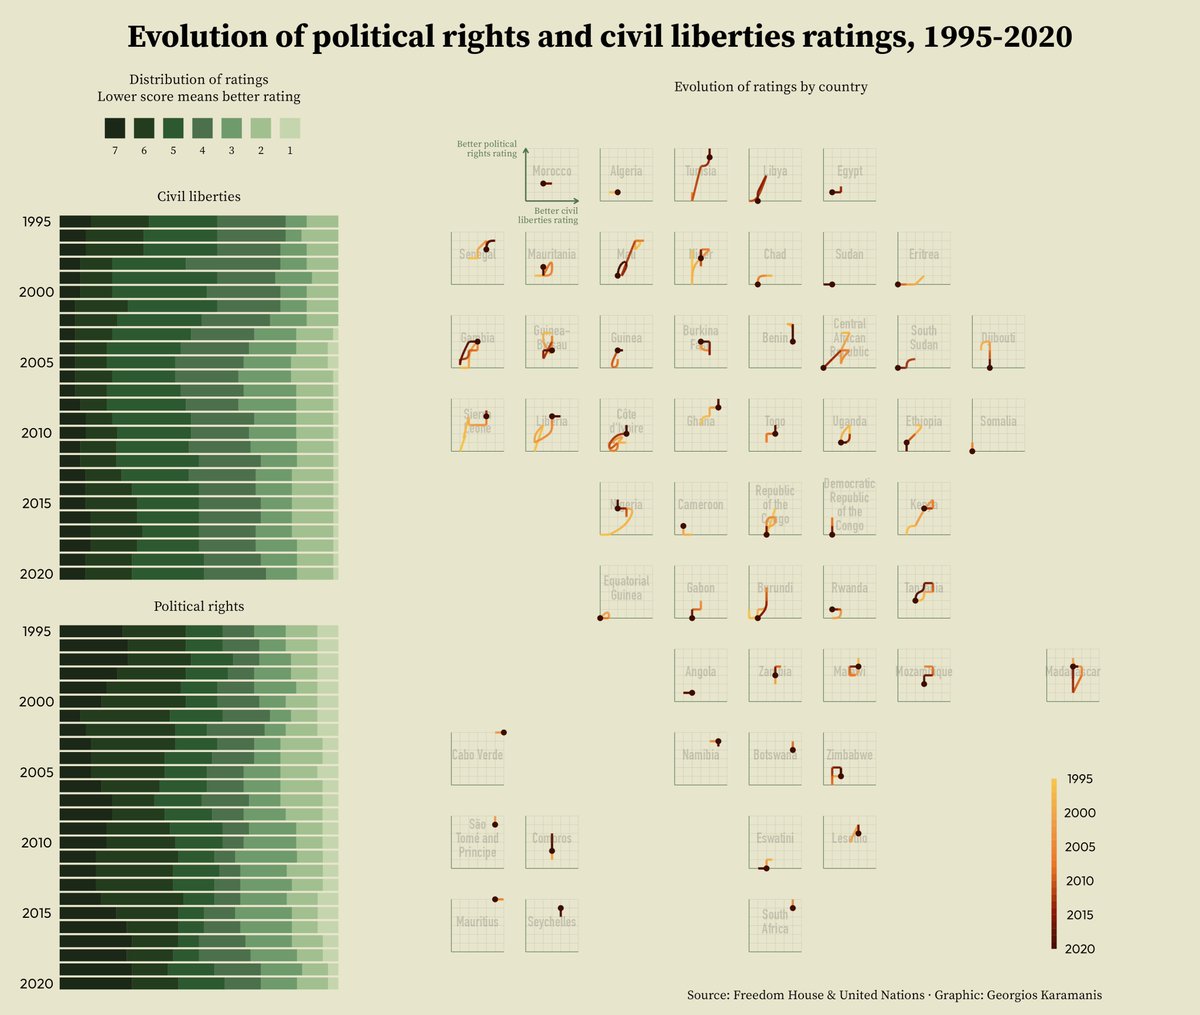 Evolution of political rights and civil liberties ratings, 1995-2020
Distribution of ratings
Lower score means better rating
7 6 5 4 3 2 1
Civil liberties
1995
2000
2005
2010
2015
2020
Political rights
1995
2000
2005
2010
2015
2020
Evolution of ratings by country
Better political
rights rating
Better civil
liberties rating
Morocco
Algeria
Tunisia
Libya
Egypt
Senegal
Mauritania
Mali
Niger
Chad
Sudan
Eritrea
Gambia
Guinea-
Bissau
Guinea
Burkina
Faso
Benin
Central
African
Republic
South
Sudan
Djibouti
Sierra
Leone
Liberia
Côte
d'Ivoire
Ghana
Togo
Uganda
Ethiopia
Somalia
Nigeria
Cameroon
Republic
of the
Congo
Democratic
Republic
of the
Congo
Kenya
Equatorial
Guinea
Gabon
Burundi
Rwanda
Tanzania
Angola
Zambia
Malawi
Mozambique
Madagascar
Cabo Verde
Namibia
Botswana
Zimbabwe
São
Tomé and
Principe
Comoros
Eswatini
Lesotho
Mauritius
Seychelles
South
Africa
1995
2000
2005
2010
2015
2020
Source: Freedom House & United Nations · Graphic: Georgios Karamanis